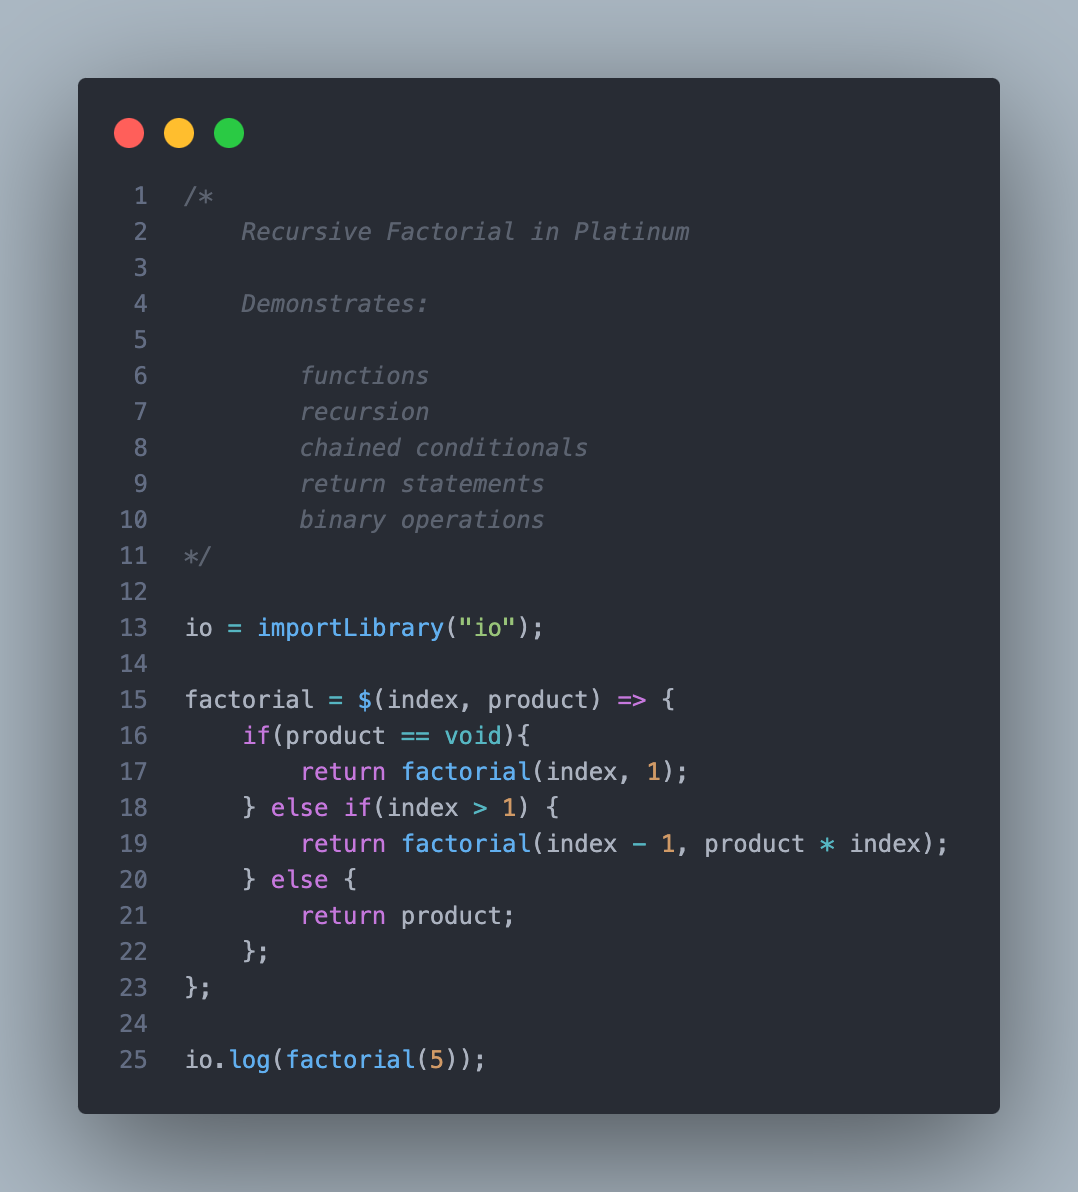 1 /*
2     Recursive Factorial in Platinum
3
4     Demonstrates:
5
6         functions
7         recursion
8         chained conditionals
9         return statements
10         binary operations
11 */
12
13 io = importLibrary("io");
14
15 factorial = $(index, product) => {
16     if(product == void){
17         return factorial(index, 1);
18     } else if(index > 1) {
19         return factorial(index - 1, product * index);
20     } else {
21         return product;
22     };
23 };
24
25 io.log(factorial(5));